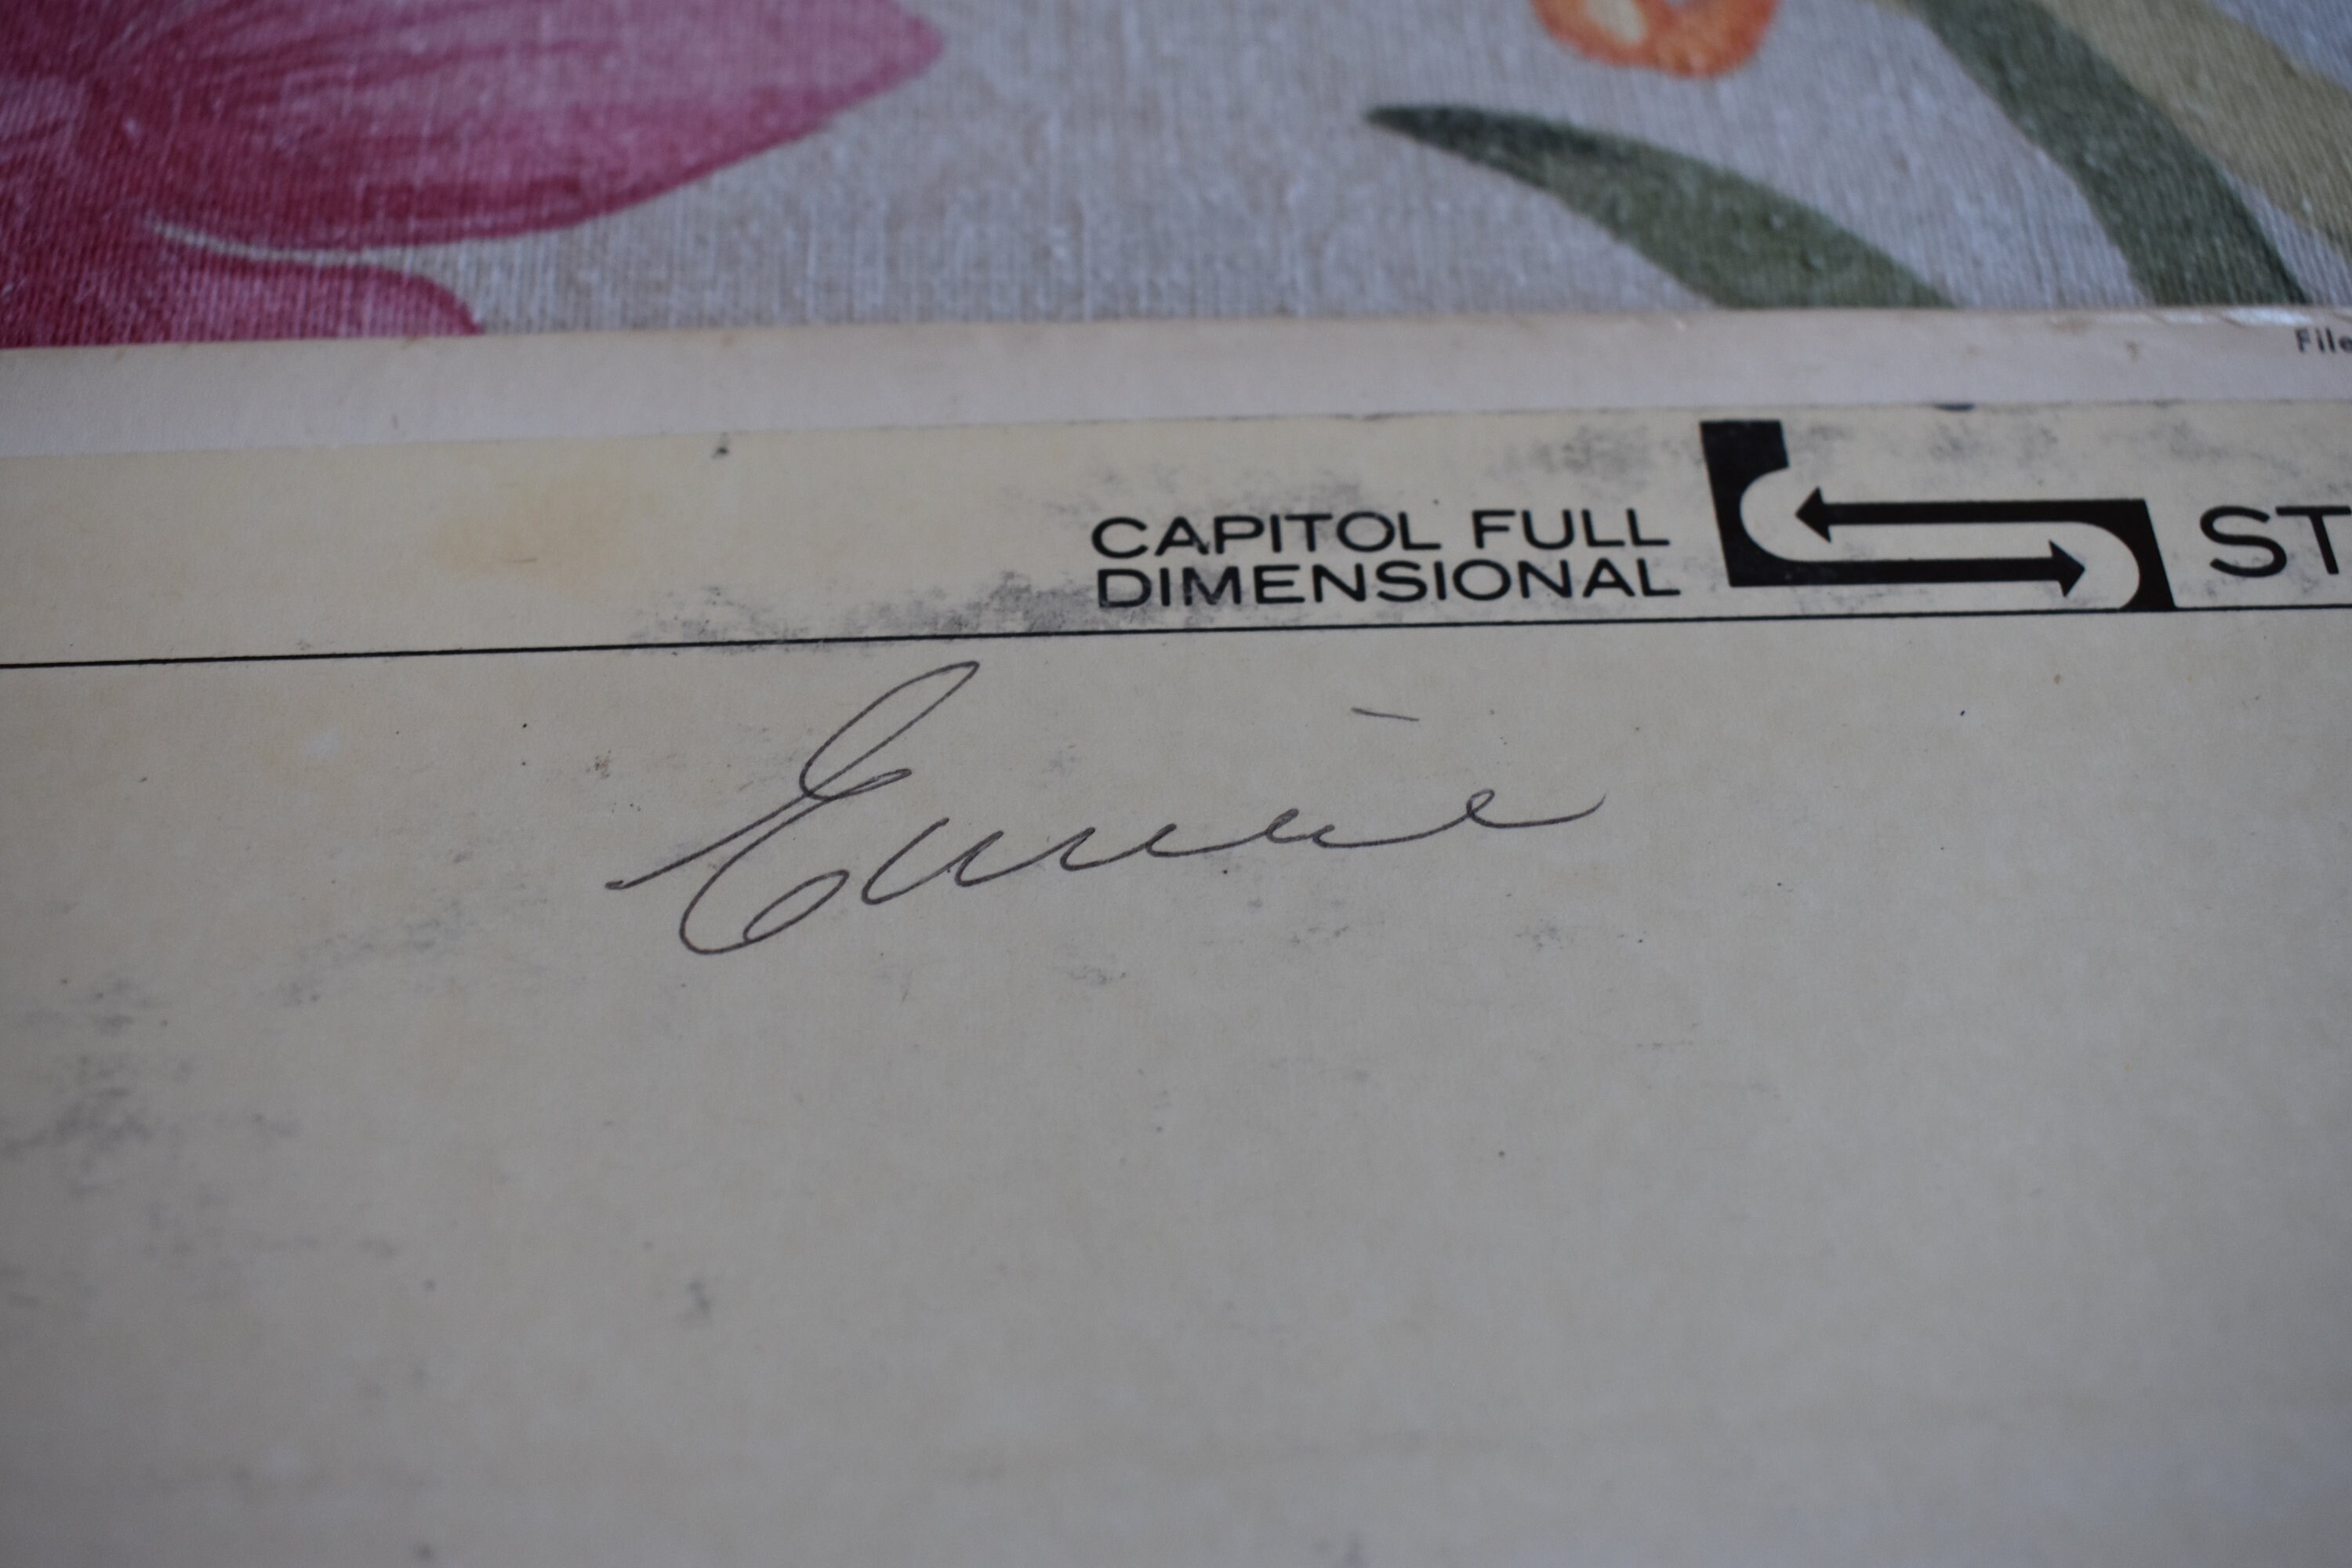 File
CAPITOL FULL ST
DIMENSIONAL
Ernie